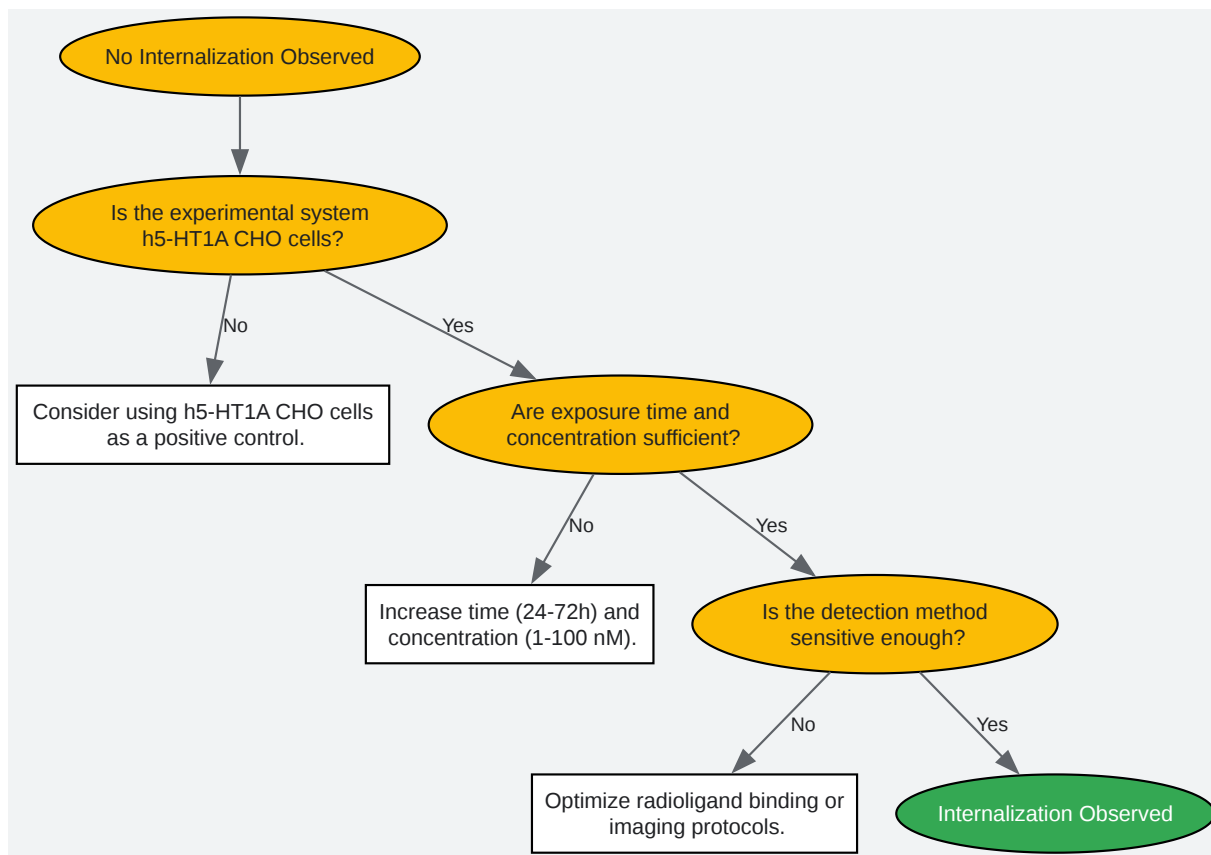 No Internalization Observed
Is the experimental system
h5-HT1A CHO cells?
No
Yes
Consider using h5-HT1A CHO cells
as a positive control.
Are exposure time and
concentration sufficient?
No
Yes
Increase time (24-72h) and
concentration (1-100 nM).
Is the detection method
sensitive enough?
No
Yes
Optimize radioligand binding or
imaging protocols.
Internalization Observed